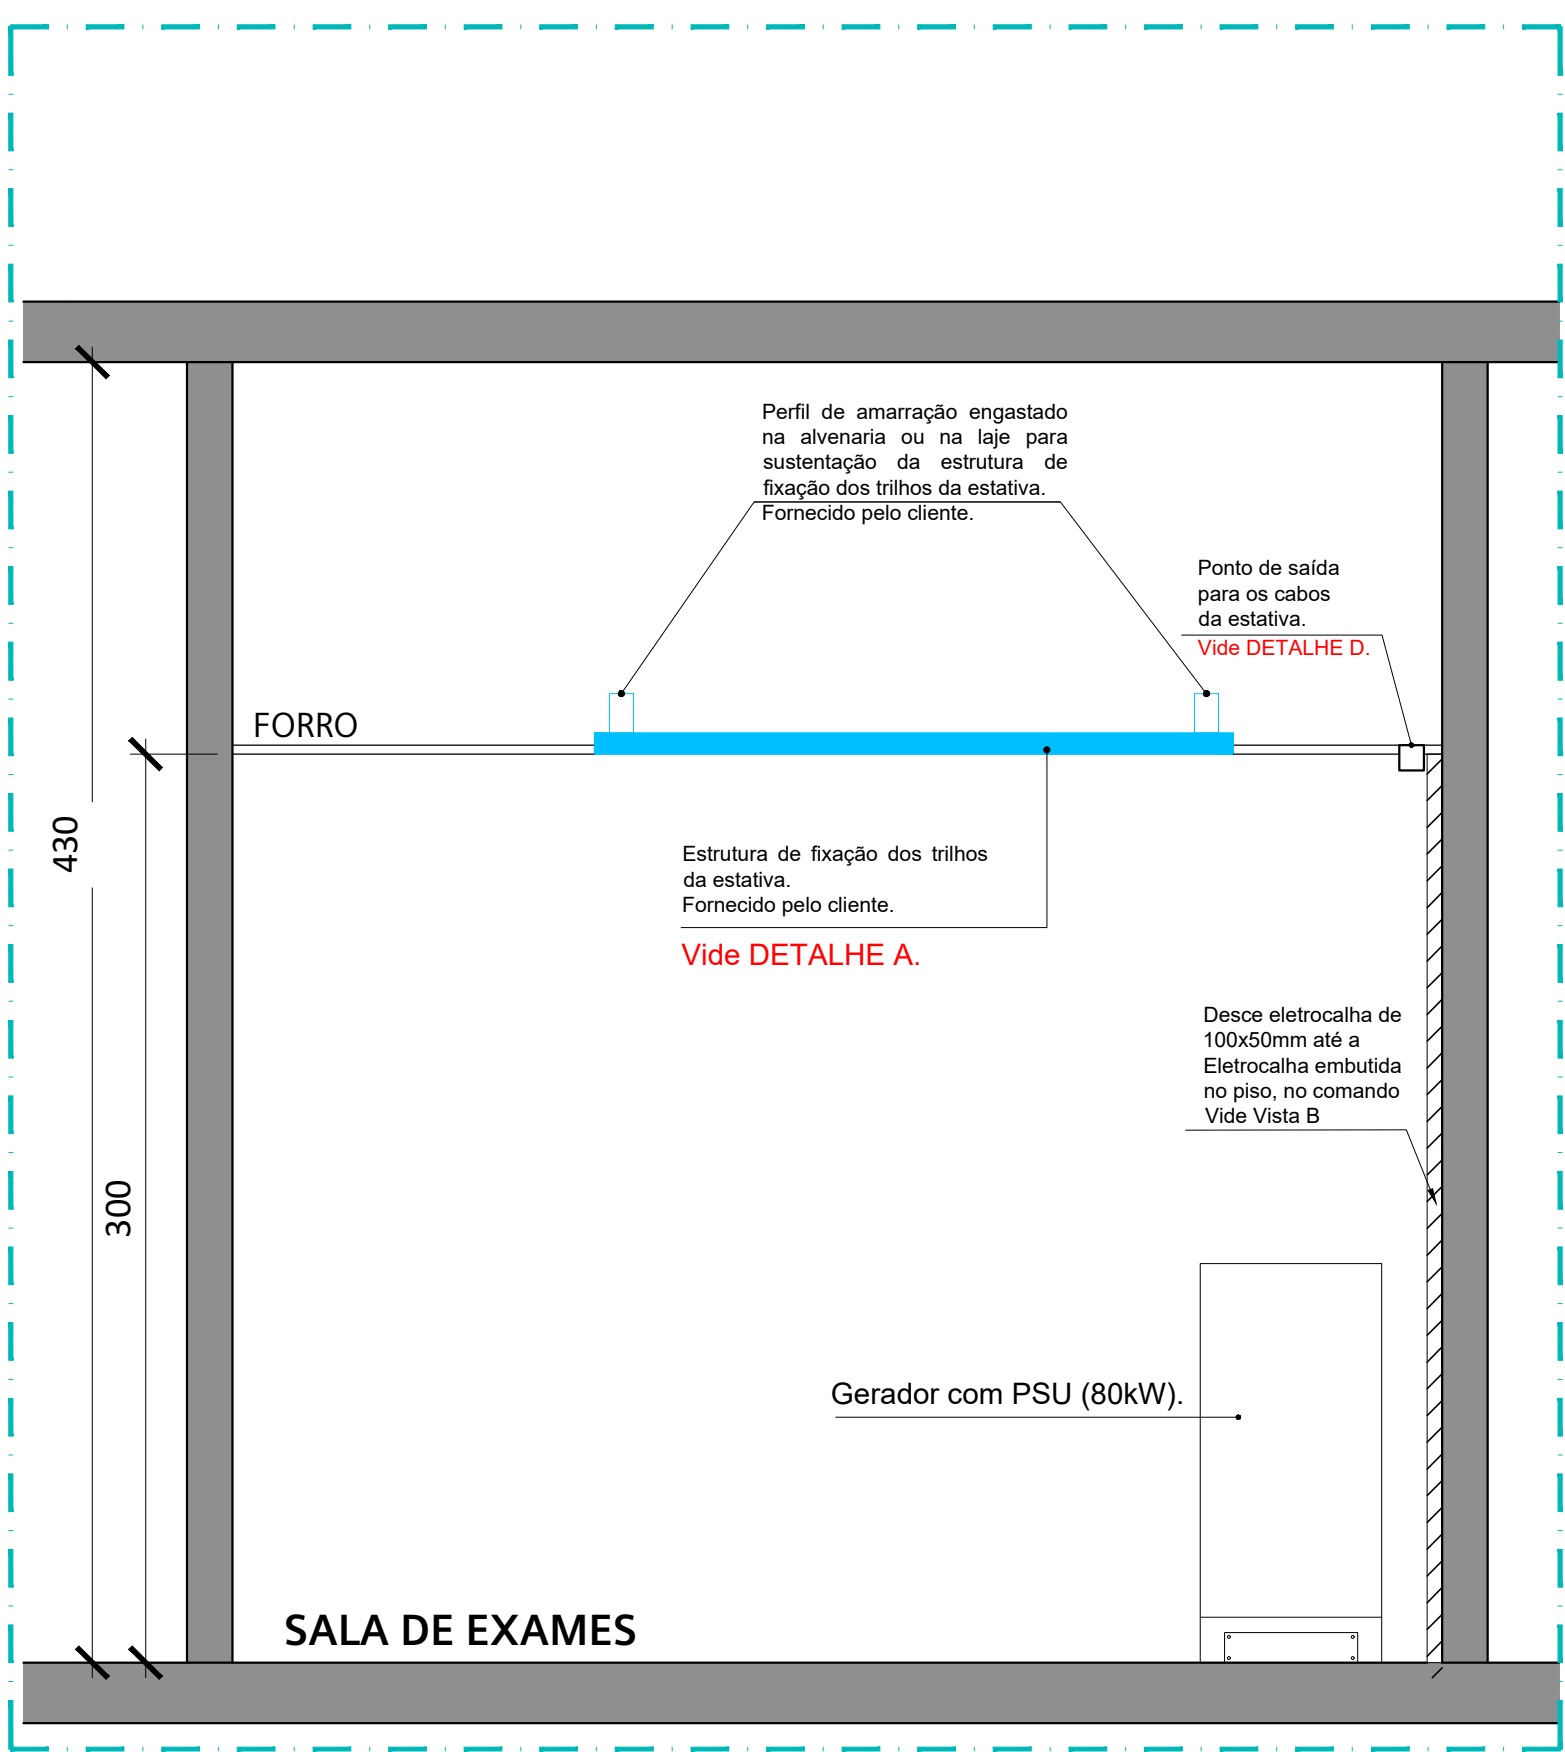 Perfil de amarração engastado
na alvenaria ou na laje para
sustentação da estrutura de
fixação dos trilhos da estativa.
Fornecido pelo cliente.
Ponto de saída
para os cabos
da estativa.
Vide DETALHE D.
FORRO
430
Estrutura de fixação dos trilhos
da estativa.
Fornecido pelo cliente.
Vide DETALHE A.
Desce eletrocalha de
100x50mm até a
Eletrocalha embutida
no piso, no comando
Vide Vista B
300
Gerador com PSU (80kW).
SALA DE EXAMES